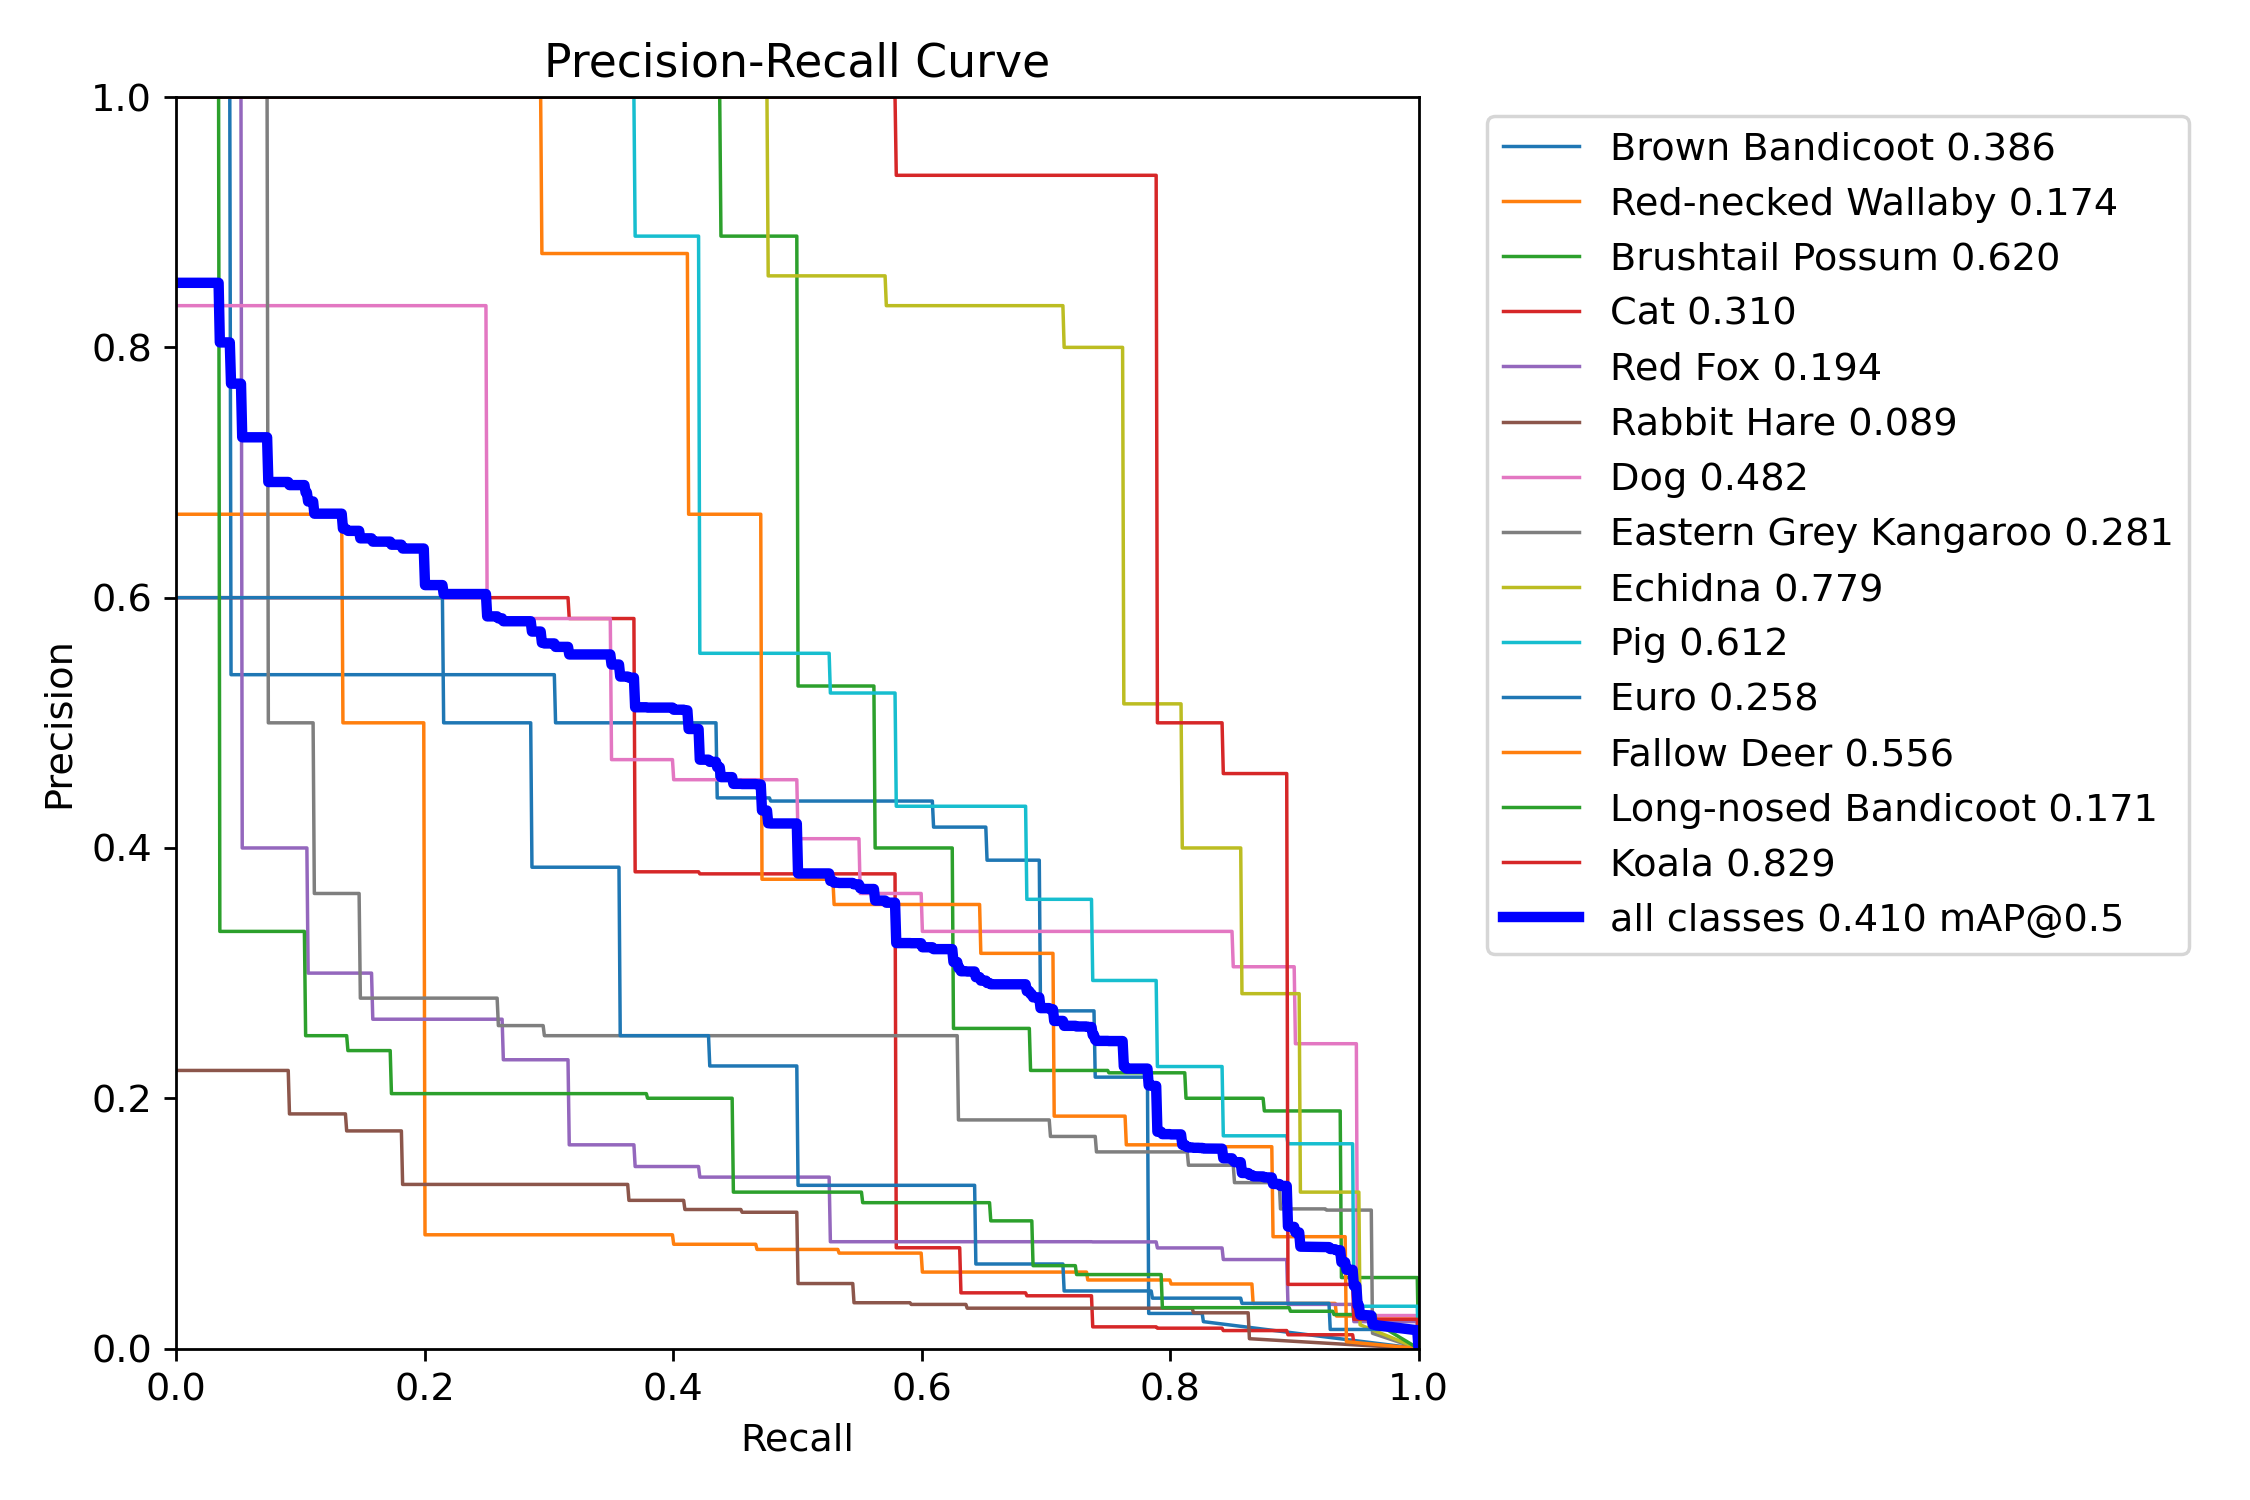 Precision-Recall Curve
1.0
0.8
0.6
0.4
0.2
0.0
Precision
0.0 0.2 0.4 0.6 0.8 1.0
Recall
Brown Bandicoot 0.386
Red-necked Wallaby 0.174
Brushtail Possum 0.620
Cat 0.310
Red Fox 0.194
Rabbit Hare 0.089
Dog 0.482
Eastern Grey Kangaroo 0.281
Echidna 0.779
Pig 0.612
Euro 0.258
Fallow Deer 0.556
Long-nosed Bandicoot 0.171
Koala 0.829
all classes 0.410 mAP@0.5